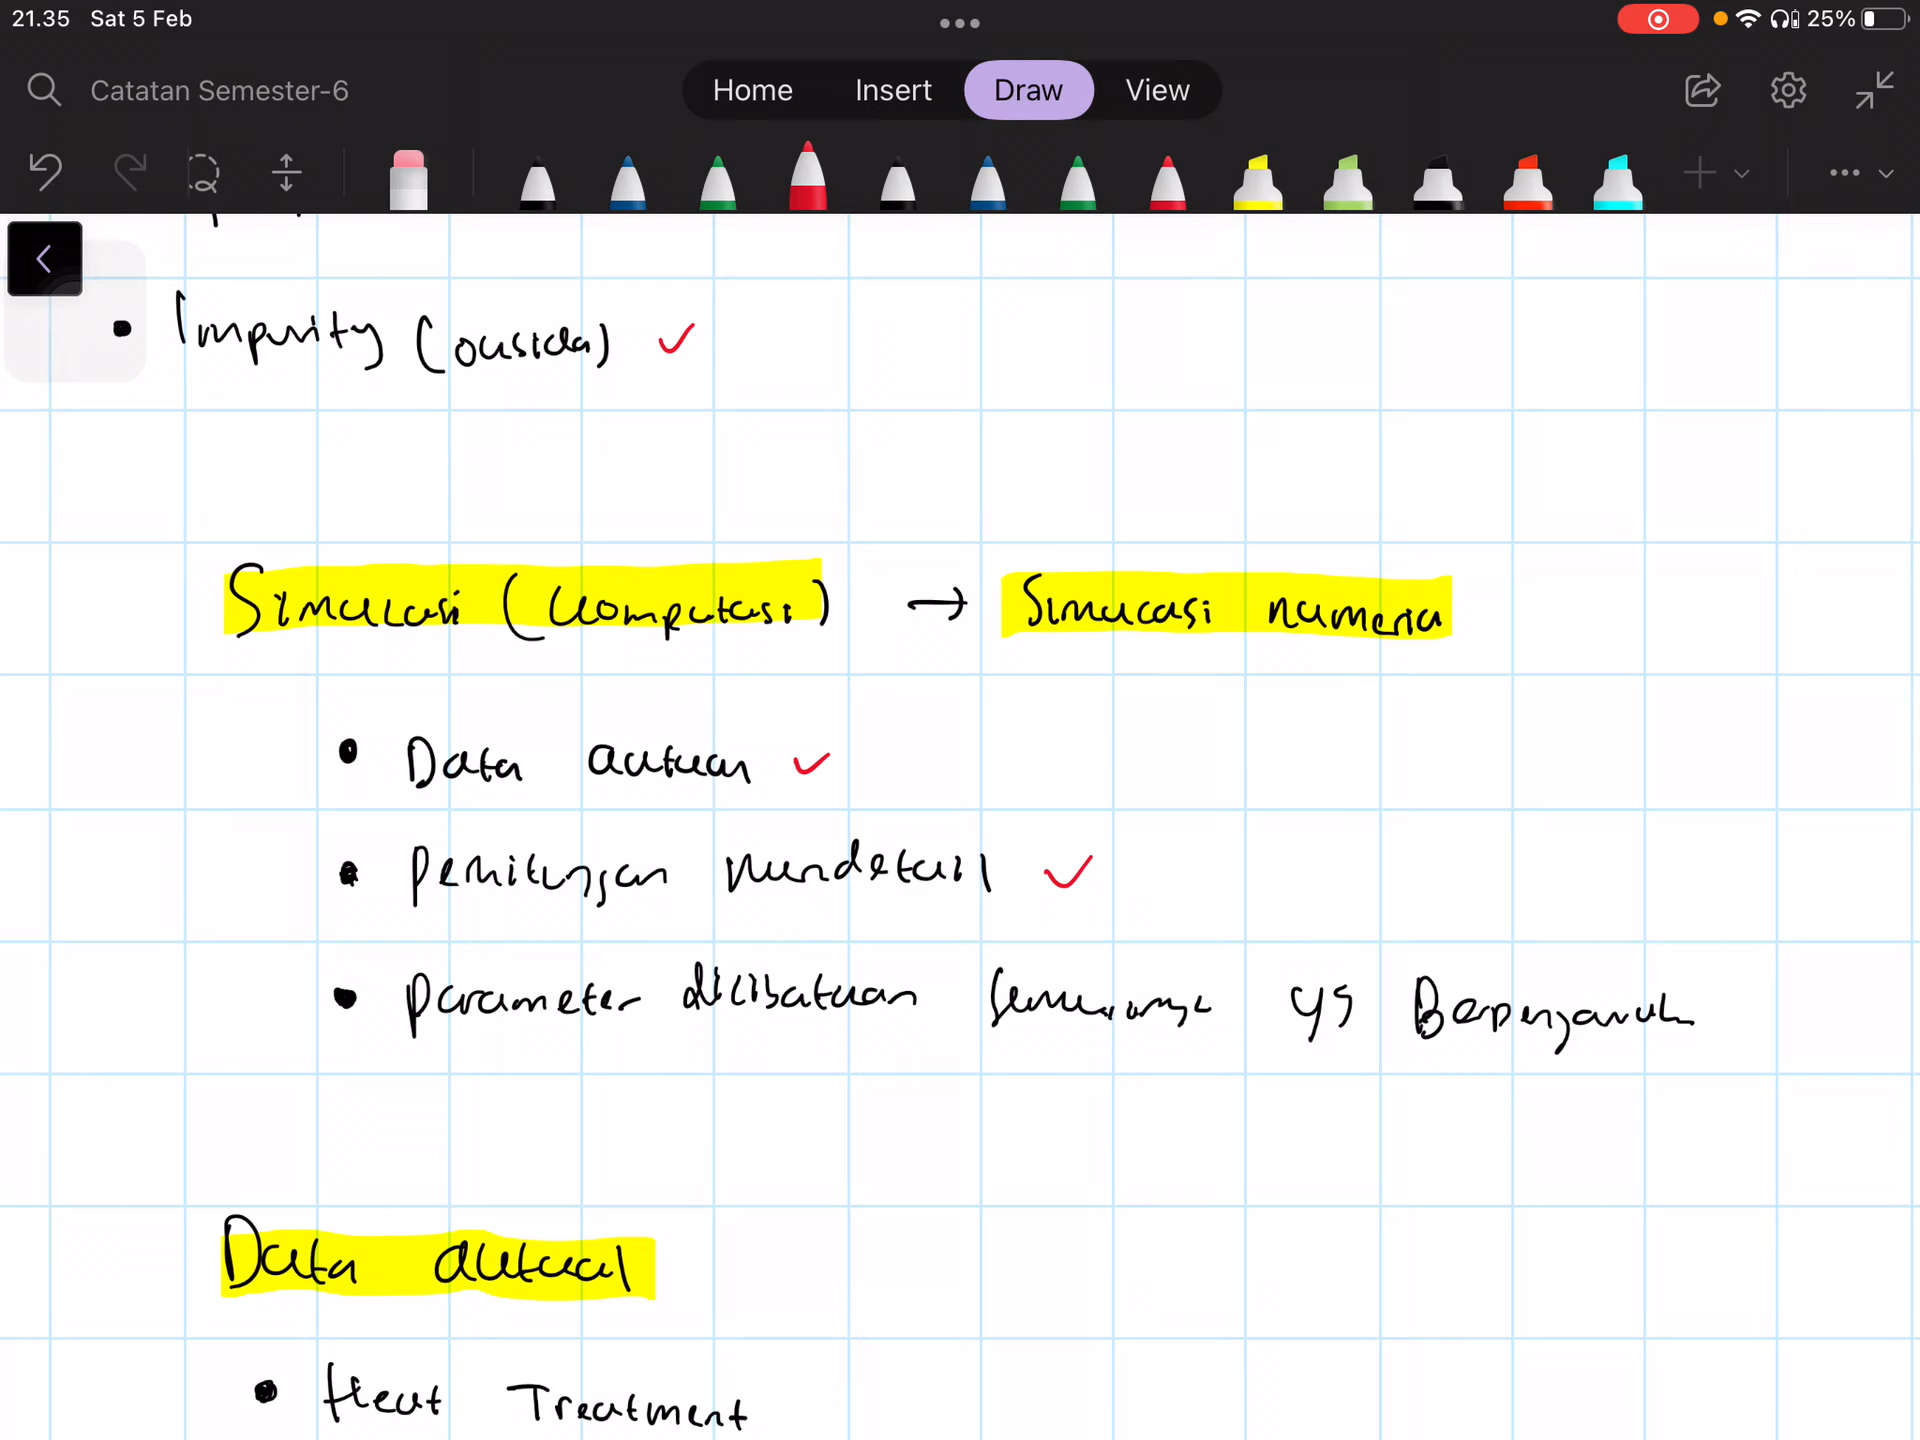 21.35 Sat 5 Feb 25%
Catatan Semester-6 Home Insert Draw View
• Impurity (oksida) ✓
Simulasi (Komputasi) → Simulasi numerik
• Data aktual ✓
• Perhitungan mendetail ✓
• Parameter dilibatkan semuanya yg Berpengaruh
Data aktual
• Heat Treatment